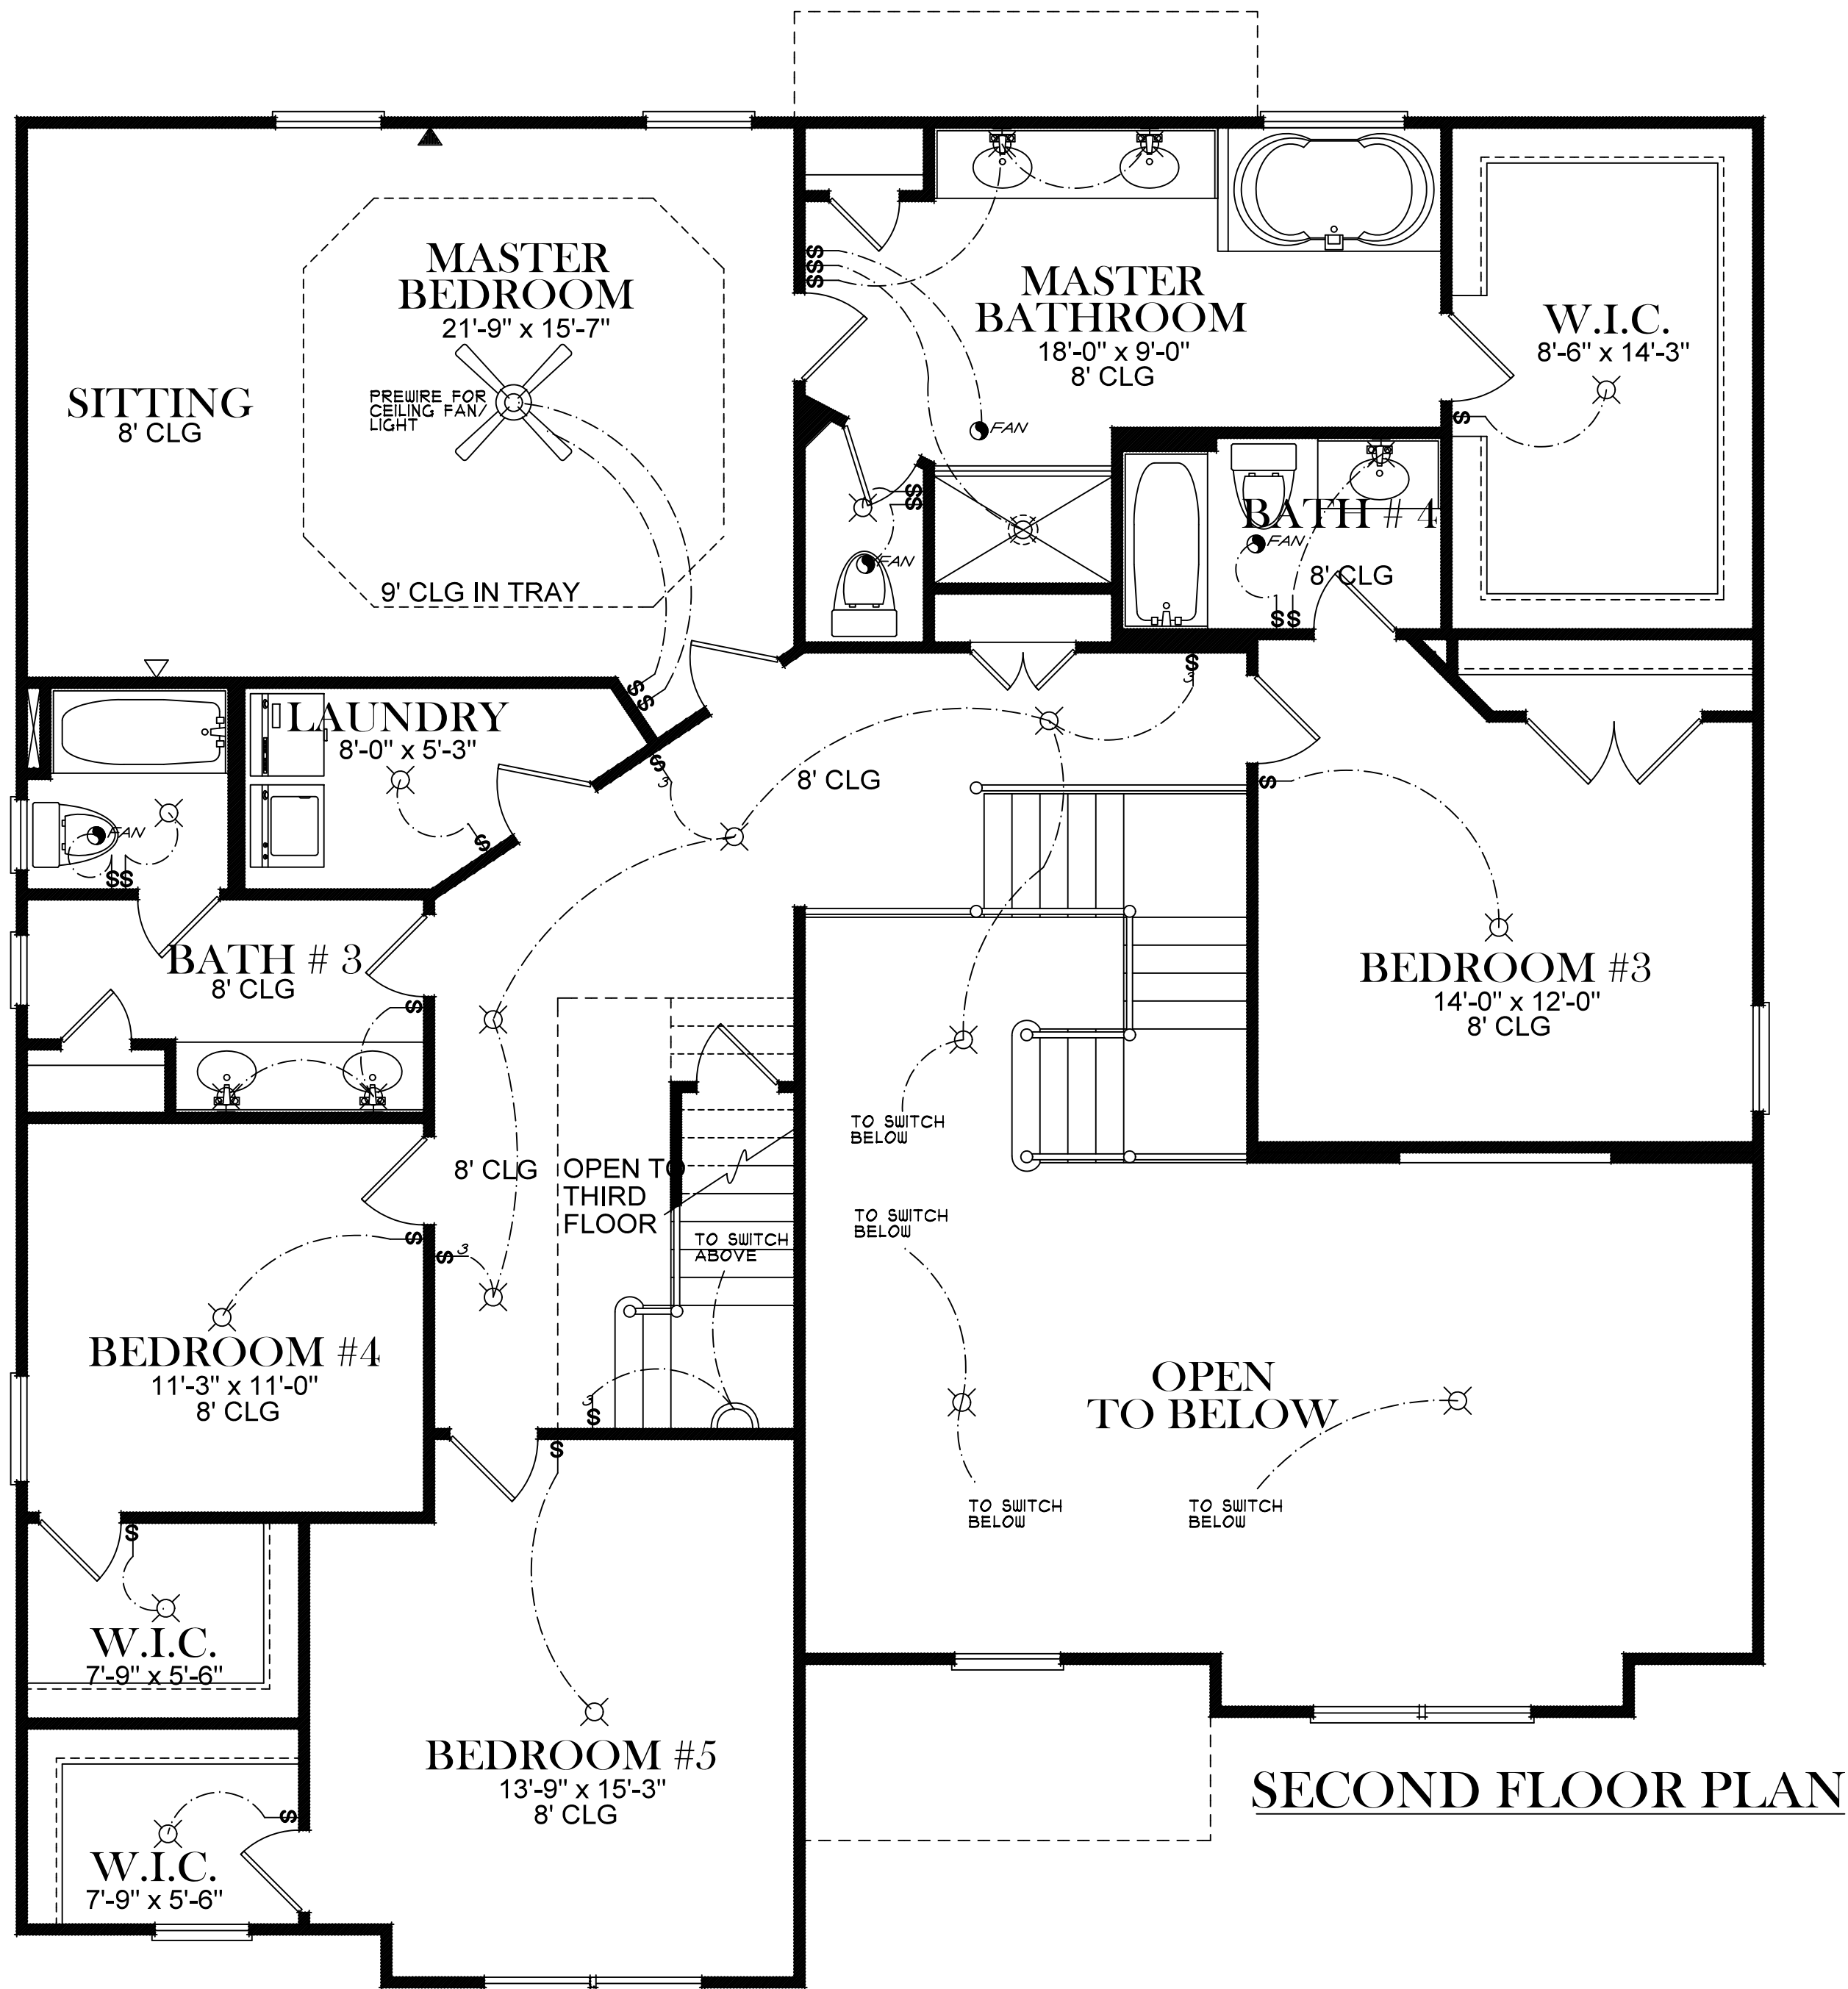 MASTER
BEDROOM
21'-9" x 15'-7"
PREWIRE FOR
CEILING FAN/
LIGHT
SITTING
8' CLG
9' CLG IN TRAY
$
$
$
MASTER
BATHROOM
18'-0" x 9'-0"
8' CLG
FAN
W.I.C.
8'-6" x 14'-3"
$
$
$
FAN
BATH # 4
FAN
8' CLG
$$
$
$
LAUNDRY
8'-0" x 5'-3"
$
FAN
$$
$
3
8' CLG
$
3
$
BATH # 3
8' CLG
$
BEDROOM #3
14'-0" x 12'-0"
8' CLG
TO SWITCH
BELOW
8' CLG
OPEN TO
THIRD
FLOOR
TO SWITCH
ABOVE
TO SWITCH
BELOW
$
$ 3
BEDROOM #4
11'-3" x 11'-0"
8' CLG
3
$
OPEN
TO BELOW
TO SWITCH
BELOW
TO SWITCH
BELOW
$
$
W.I.C.
7'-9" x 5'-6"
BEDROOM #5
13'-9" x 15'-3"
8' CLG
$
W.I.C.
7'-9" x 5'-6"
SECOND FLOOR PLAN